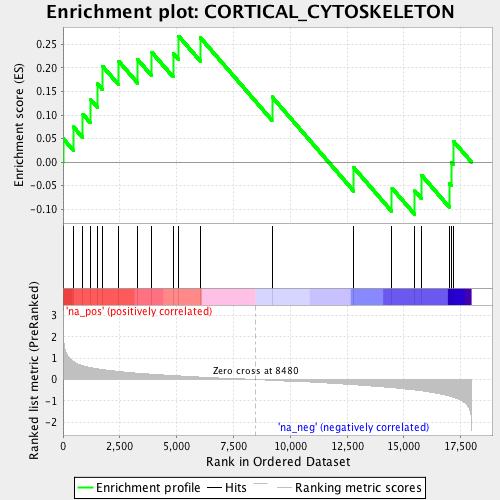 Enrichment plot: CORTICAL_CYTOSKELETON
Enrichment score (ES)
0.25
0.20
0.15
0.10
0.05
0.00
-0.05
-0.10
'na_pos' (positively correlated)
Ranked list metric (PreRanked)
3
2
1
0
-1
-2
Zero cross at 8480
'na_neg' (negatively correlated)
0
2,500
5,000
7,500
10,000
12,500
15,000
17,500
Rank in Ordered Dataset
Enrichment profile
Hits
Ranking metric scores